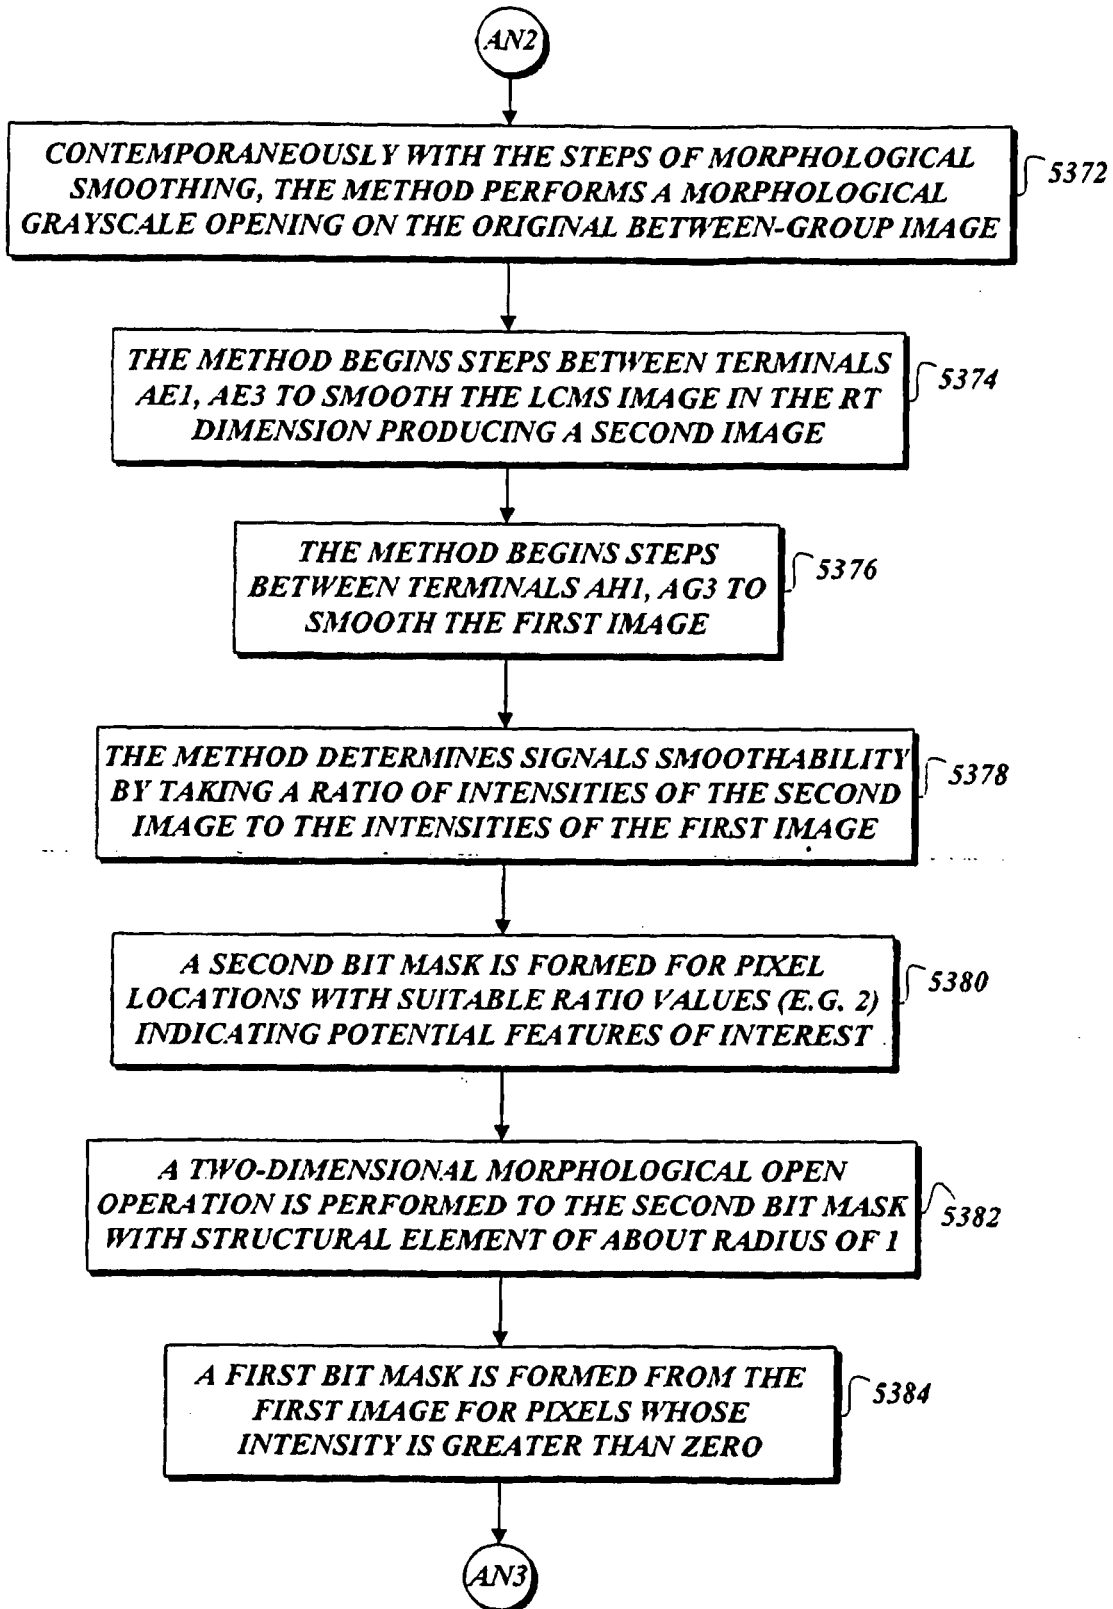 AN2
CONTEMPORANEOUSLY WITH THE STEPS OF MORPHOLOGICAL
SMOOTHING, THE METHOD PERFORMS A MORPHOLOGICAL
GRAYSCALE OPENING ON THE ORIGINAL BETWEEN-GROUP IMAGE
5372
THE METHOD BEGINS STEPS BETWEEN TERMINALS
AE1, AE3 TO SMOOTH THE LCMS IMAGE IN THE RT
DIMENSION PRODUCING A SECOND IMAGE
5374
THE METHOD BEGINS STEPS
BETWEEN TERMINALS AH1, AG3 TO
SMOOTH THE FIRST IMAGE
5376
THE METHOD DETERMINES SIGNALS SMOOTHABILITY
BY TAKING A RATIO OF INTENSITIES OF THE SECOND
IMAGE TO THE INTENSITIES OF THE FIRST IMAGE
5378
A SECOND BIT MASK IS FORMED FOR PIXEL
LOCATIONS WITH SUITABLE RATIO VALUES (E.G. 2)
INDICATING POTENTIAL FEATURES OF INTEREST
5380
A TWO-DIMENSIONAL MORPHOLOGICAL OPEN
OPERATION IS PERFORMED TO THE SECOND BIT MASK
WITH STRUCTURAL ELEMENT OF ABOUT RADIUS OF 1
5382
A FIRST BIT MASK IS FORMED FROM THE
FIRST IMAGE FOR PIXELS WHOSE
INTENSITY IS GREATER THAN ZERO
5384
AN3